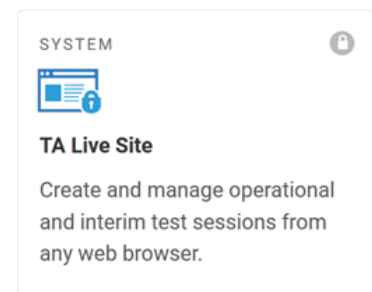 SYSTEM
TA Live Site
Create and manage operational
and interim test sessions from
any web browser.